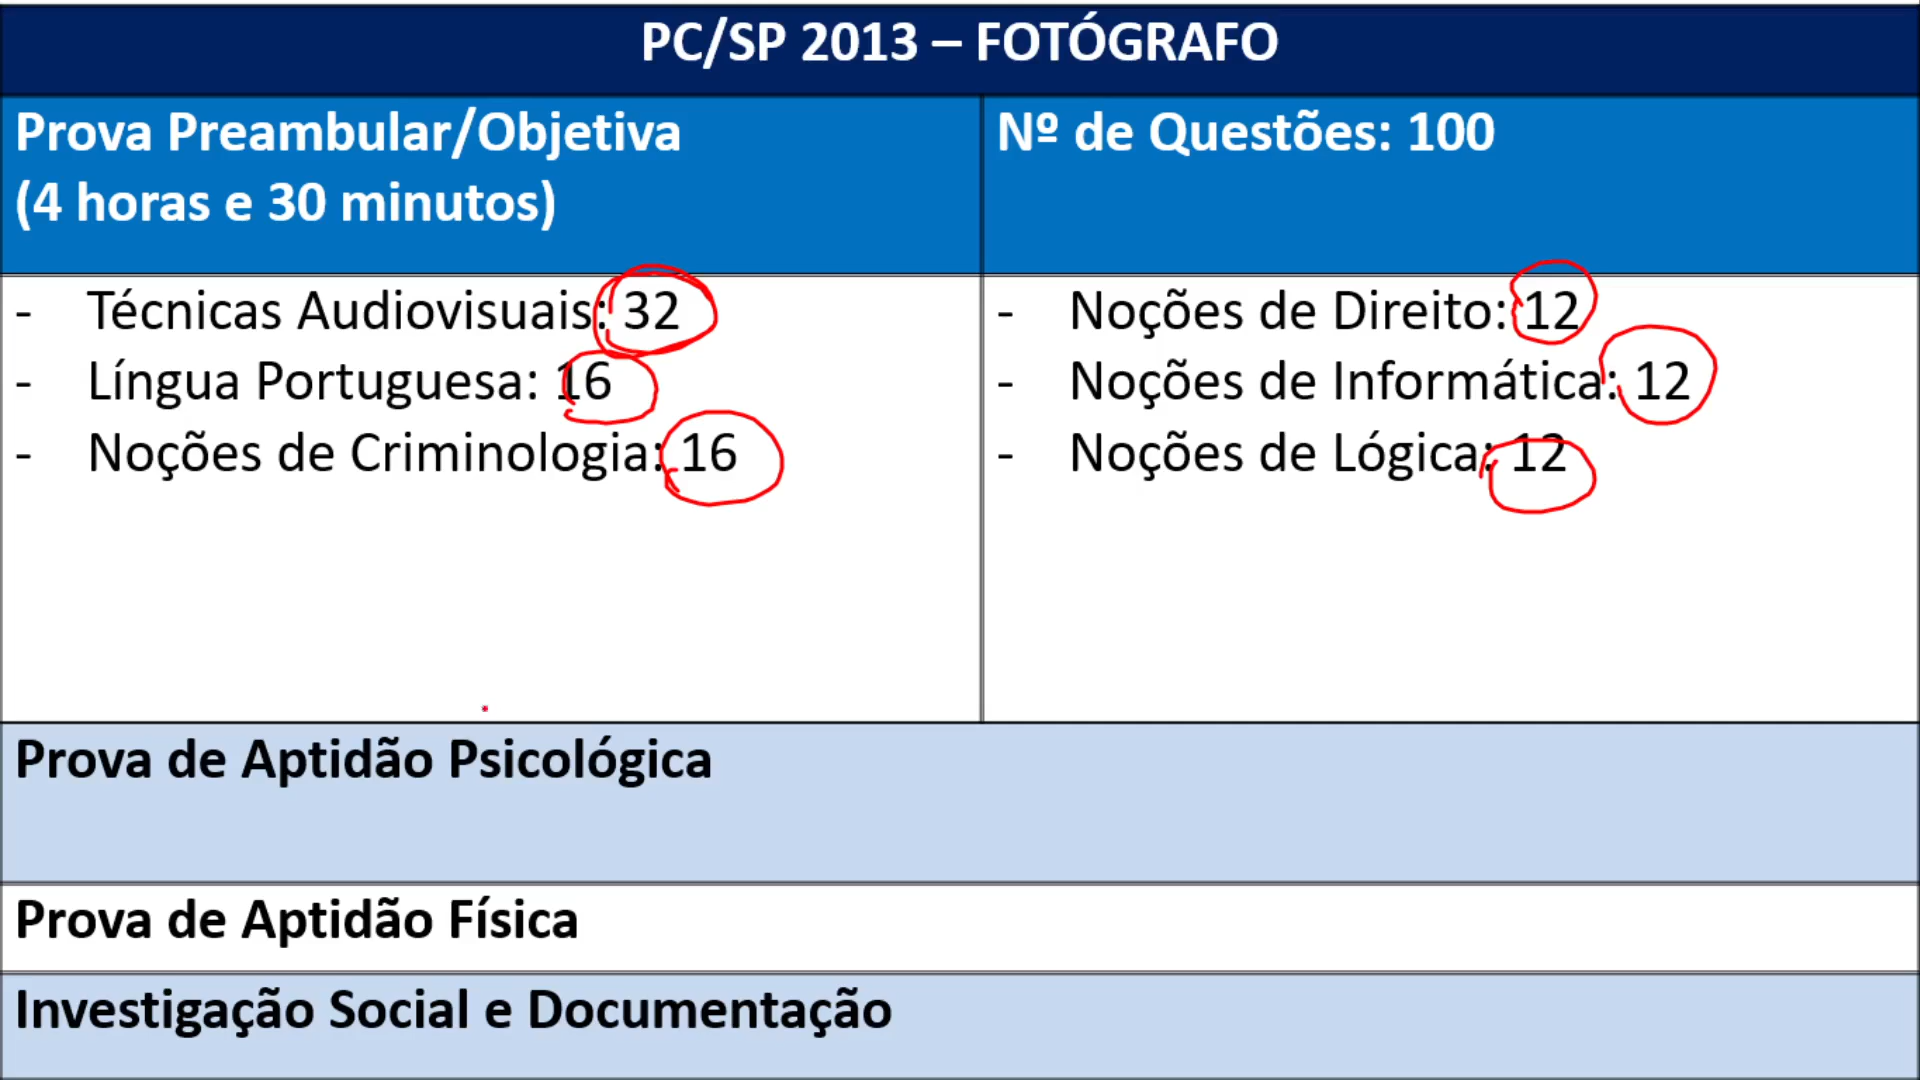 PC/SP 2013 – FOTÓGRAFO
Prova Preambular/Objetiva
(4 horas e 30 minutos)
Nº de Questões: 100
- Técnicas Audiovisuais: 32
- Língua Portuguesa: 16
- Noções de Criminologia: 16
- Noções de Direito: 12
- Noções de Informática: 12
- Noções de Lógica: 12
Prova de Aptidão Psicológica
Prova de Aptidão Física
Investigação Social e Documentação